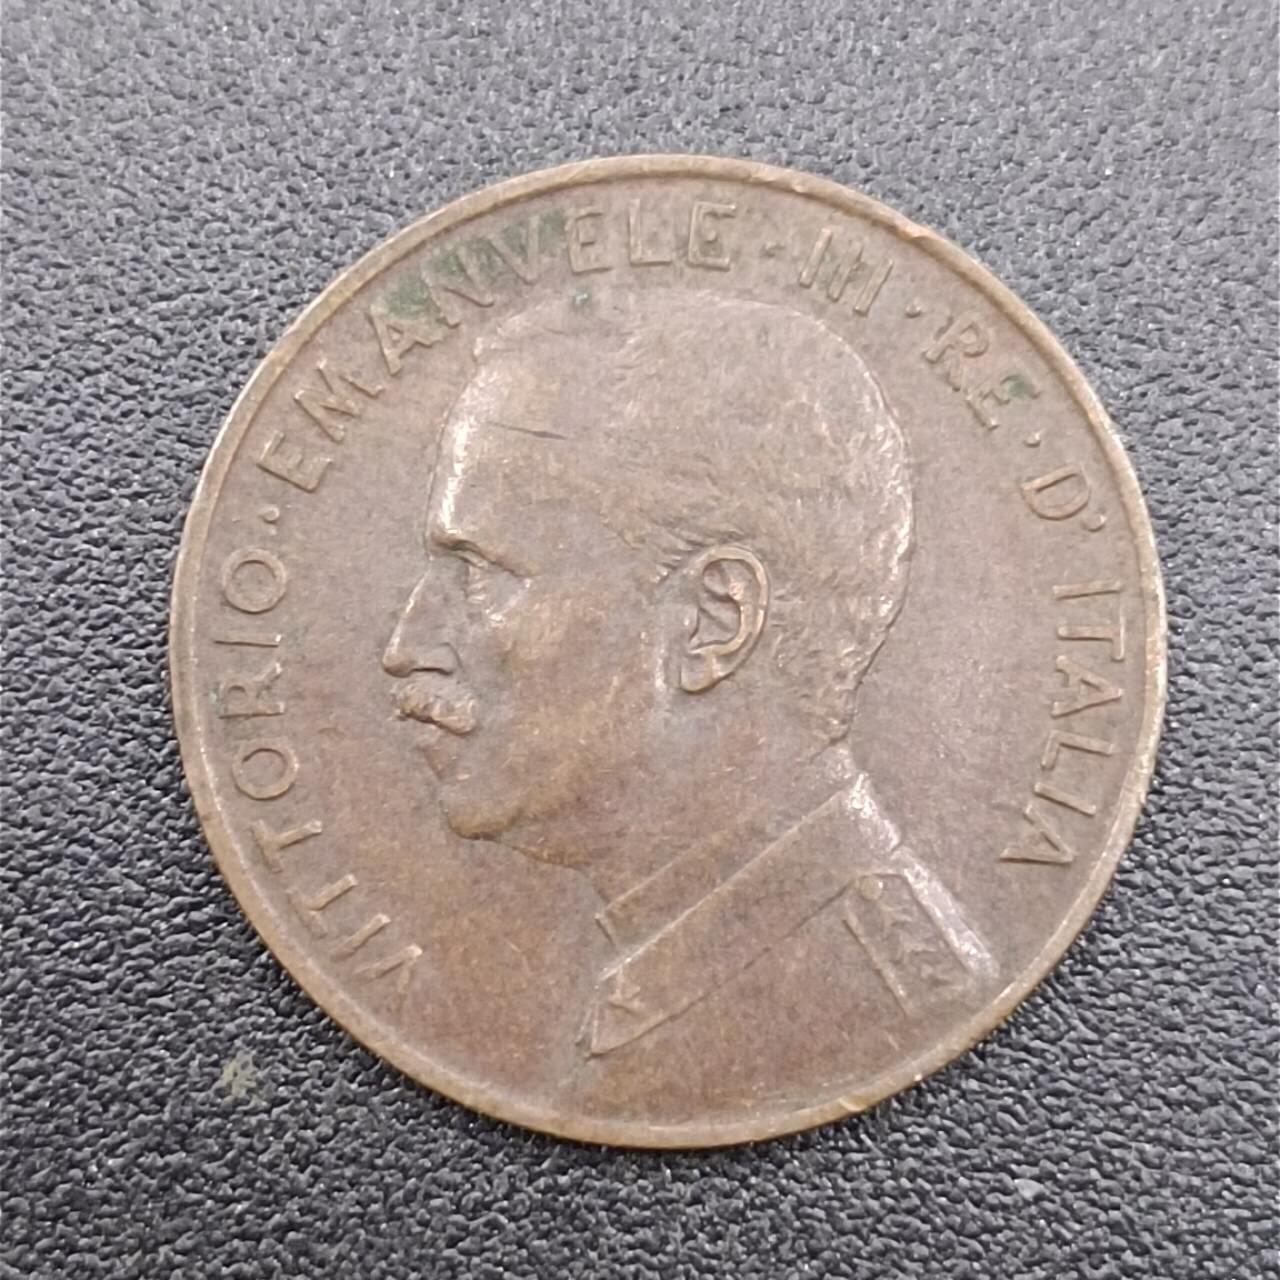 VITTORIO · EMANVELE · III · RE · D'ITALIA